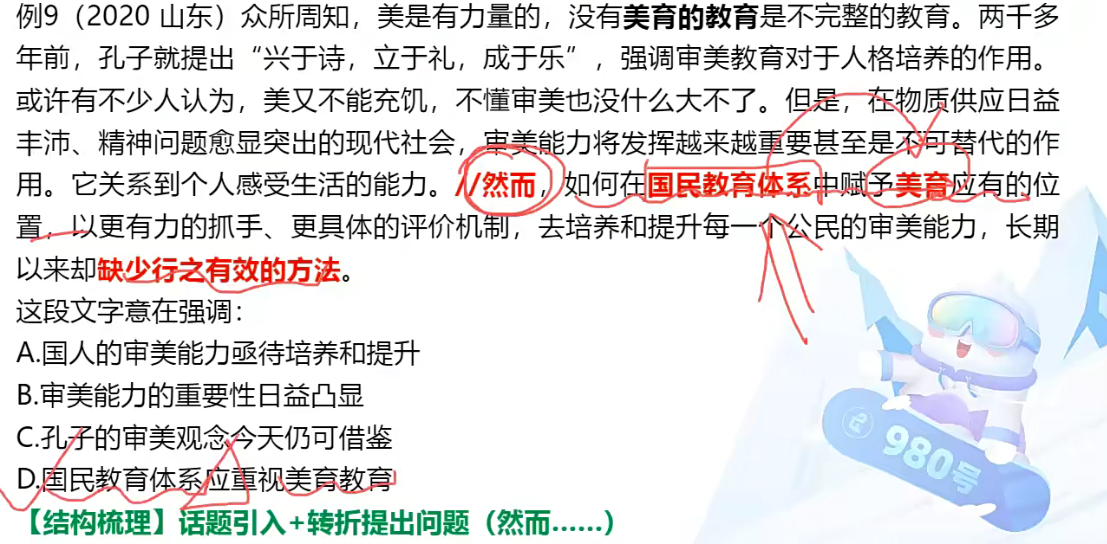 例9（2020 山东）众所周知，美是有力量的，没有美育的教育是不完整的教育。两千多
年前，孔子就提出“兴于诗，立于礼，成于乐”，强调审美教育对于人格培养的作用。
或许有不少人认为，美又不能充饥，不懂审美也没什么大不了。但是，在物质供应日益
丰沛、精神问题愈显突出的现代社会，审美能力将发挥越来越重要甚至是不可替代的作
用。它关系到个人感受生活的能力。//然而，如何在国民教育体系中赋予美育应有的位
置，以更有力的抓手、更具体的评价机制，去培养和提升每一个公民的审美能力，长期
以来却缺少行之有效的方法。
这段文字意在强调：
A.国人的审美能力亟待培养和提升
B.审美能力的重要性日益凸显
C.孔子的审美观念今天仍可借鉴
D.国民教育体系应重视美育教育
【结构梳理】话题引入+转折提出问题（然而……）
980号